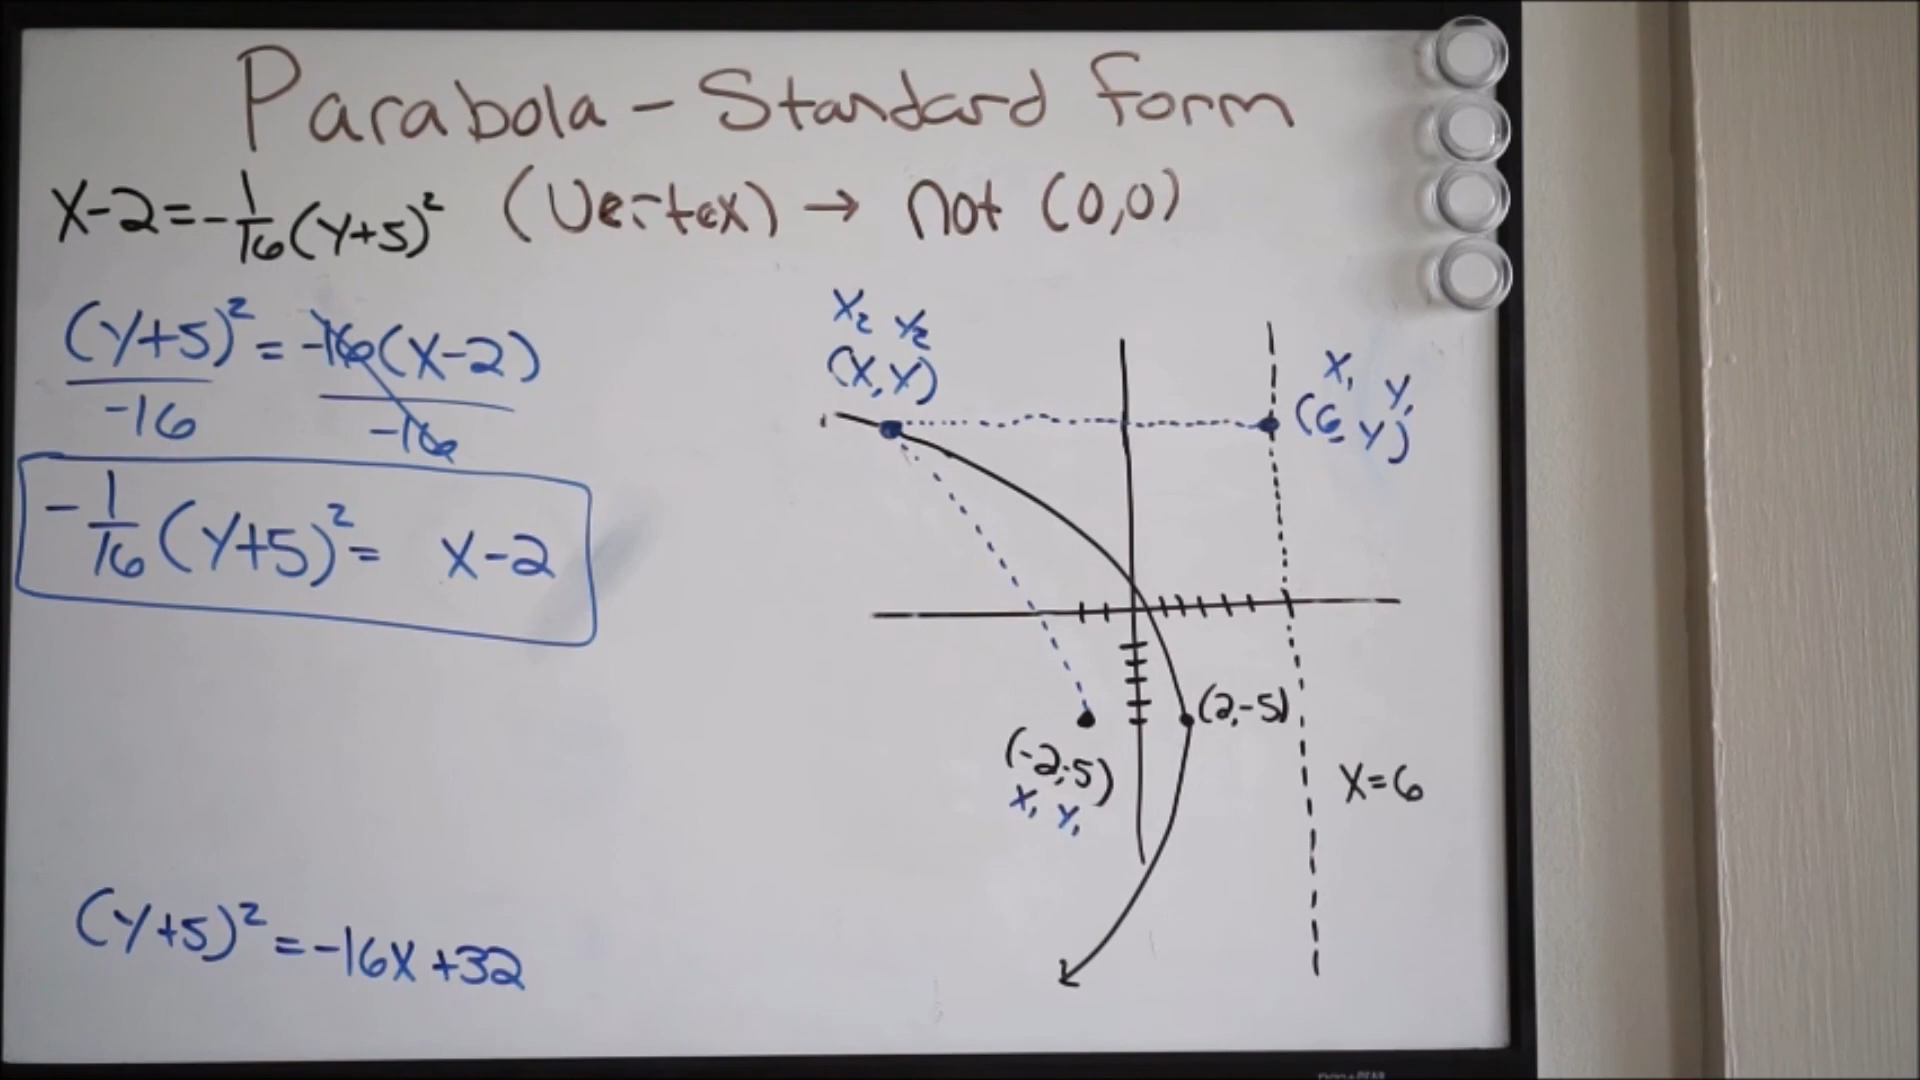 Parabola - Standard form
x-2=-1/16(y+5)² (Vertex) → not (0,0)
(y+5)² = -16(x-2)
-16 -16
-1/16(y+5)² = x-2
(y+5)² = -16x+32
x₂ y₂
(x,y)
x₁ y₁
(6,y)
(2,-5)
(-2,-5)
x₁ y₁
x=6